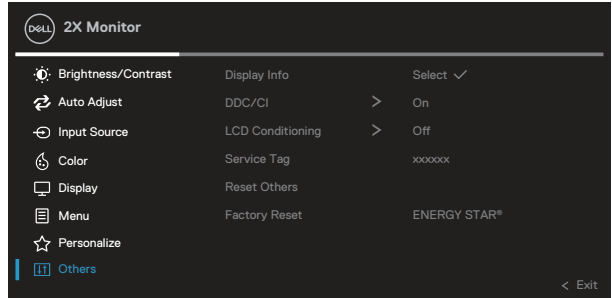 DELL 2X Monitor
Brightness/Contrast Display Info Select ✓
Auto Adjust DDC/CI > On
Input Source LCD Conditioning > Off
Color Service Tag xxxxxx
Display Reset Others
Menu Factory Reset ENERGY STAR®
Personalize
Others
< Exit